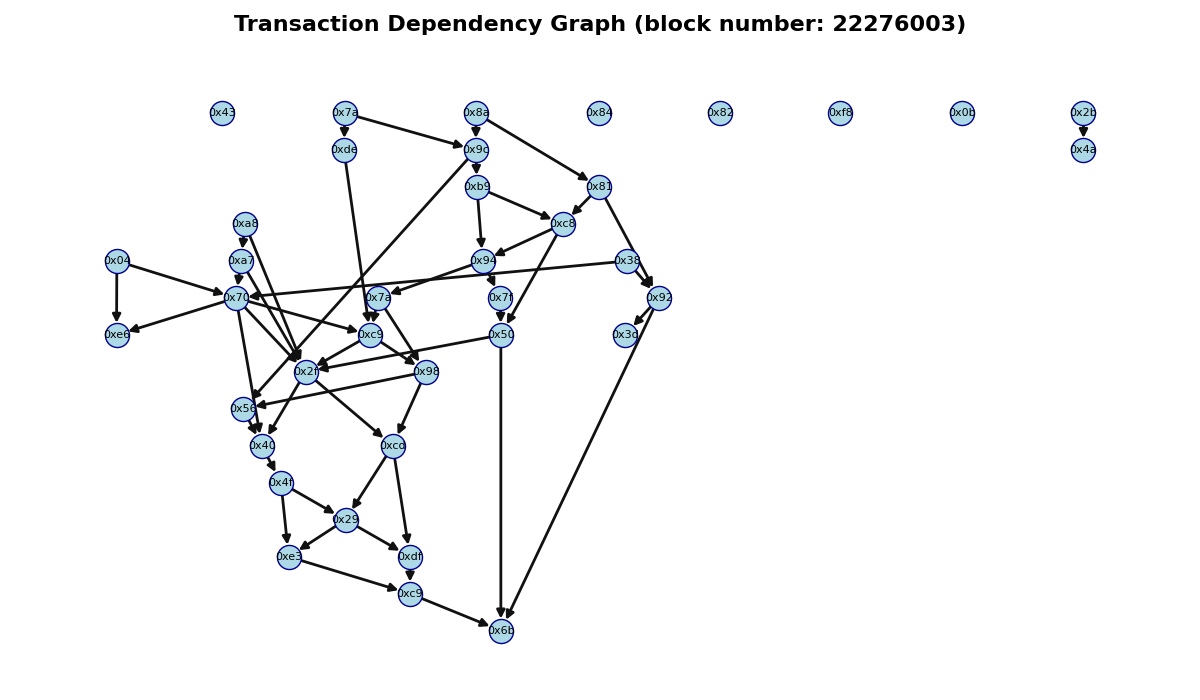 Transaction Dependency Graph (block number: 22276003)
0x43
0x7a
0x8a
0x84
0x82
0xf8
0x0b
0x2b
0xde
0x9c
0x4a
0xb9
0x81
0xa8
0xc8
0x04
0xa7
0x94
0x38
0x70
0x7a
0x7f
0x92
0xe6
0xc9
0x50
0x2f
0x98
0x40
0xcd
0x4f
0x29
0xe3
0xdf
0xc9
0x6b